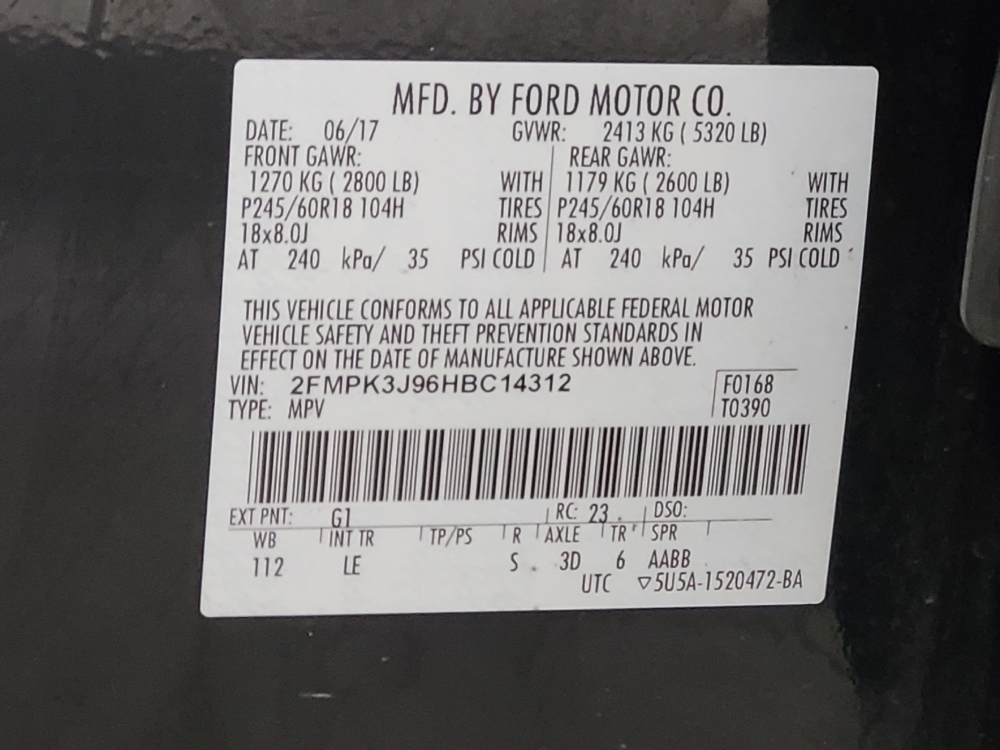 MFD. BY FORD MOTOR CO.
DATE: 06/17 GVWR: 2413 KG ( 5320 LB)
FRONT GAWR: REAR GAWR:
1270 KG ( 2800 LB) WITH 1179 KG ( 2600 LB) WITH
P245/60R18 104H TIRES P245/60R18 104H TIRES
18x8.0J RIMS 18x8.0J RIMS
AT 240 kPa/ 35 PSI COLD AT 240 kPa/ 35 PSI COLD
THIS VEHICLE CONFORMS TO ALL APPLICABLE FEDERAL MOTOR
VEHICLE SAFETY AND THEFT PREVENTION STANDARDS IN
EFFECT ON THE DATE OF MANUFACTURE SHOWN ABOVE.
VIN: 2FMPK3J96HBC14312 F0168
TYPE: MPV T0390
EXT PNT: G1 RC: 23 DSO:
WB INT TR TP/PS R AXLE TR SPR
112 LE S 3D 6 AABB
UTC ▽5U5A-1520472-BA